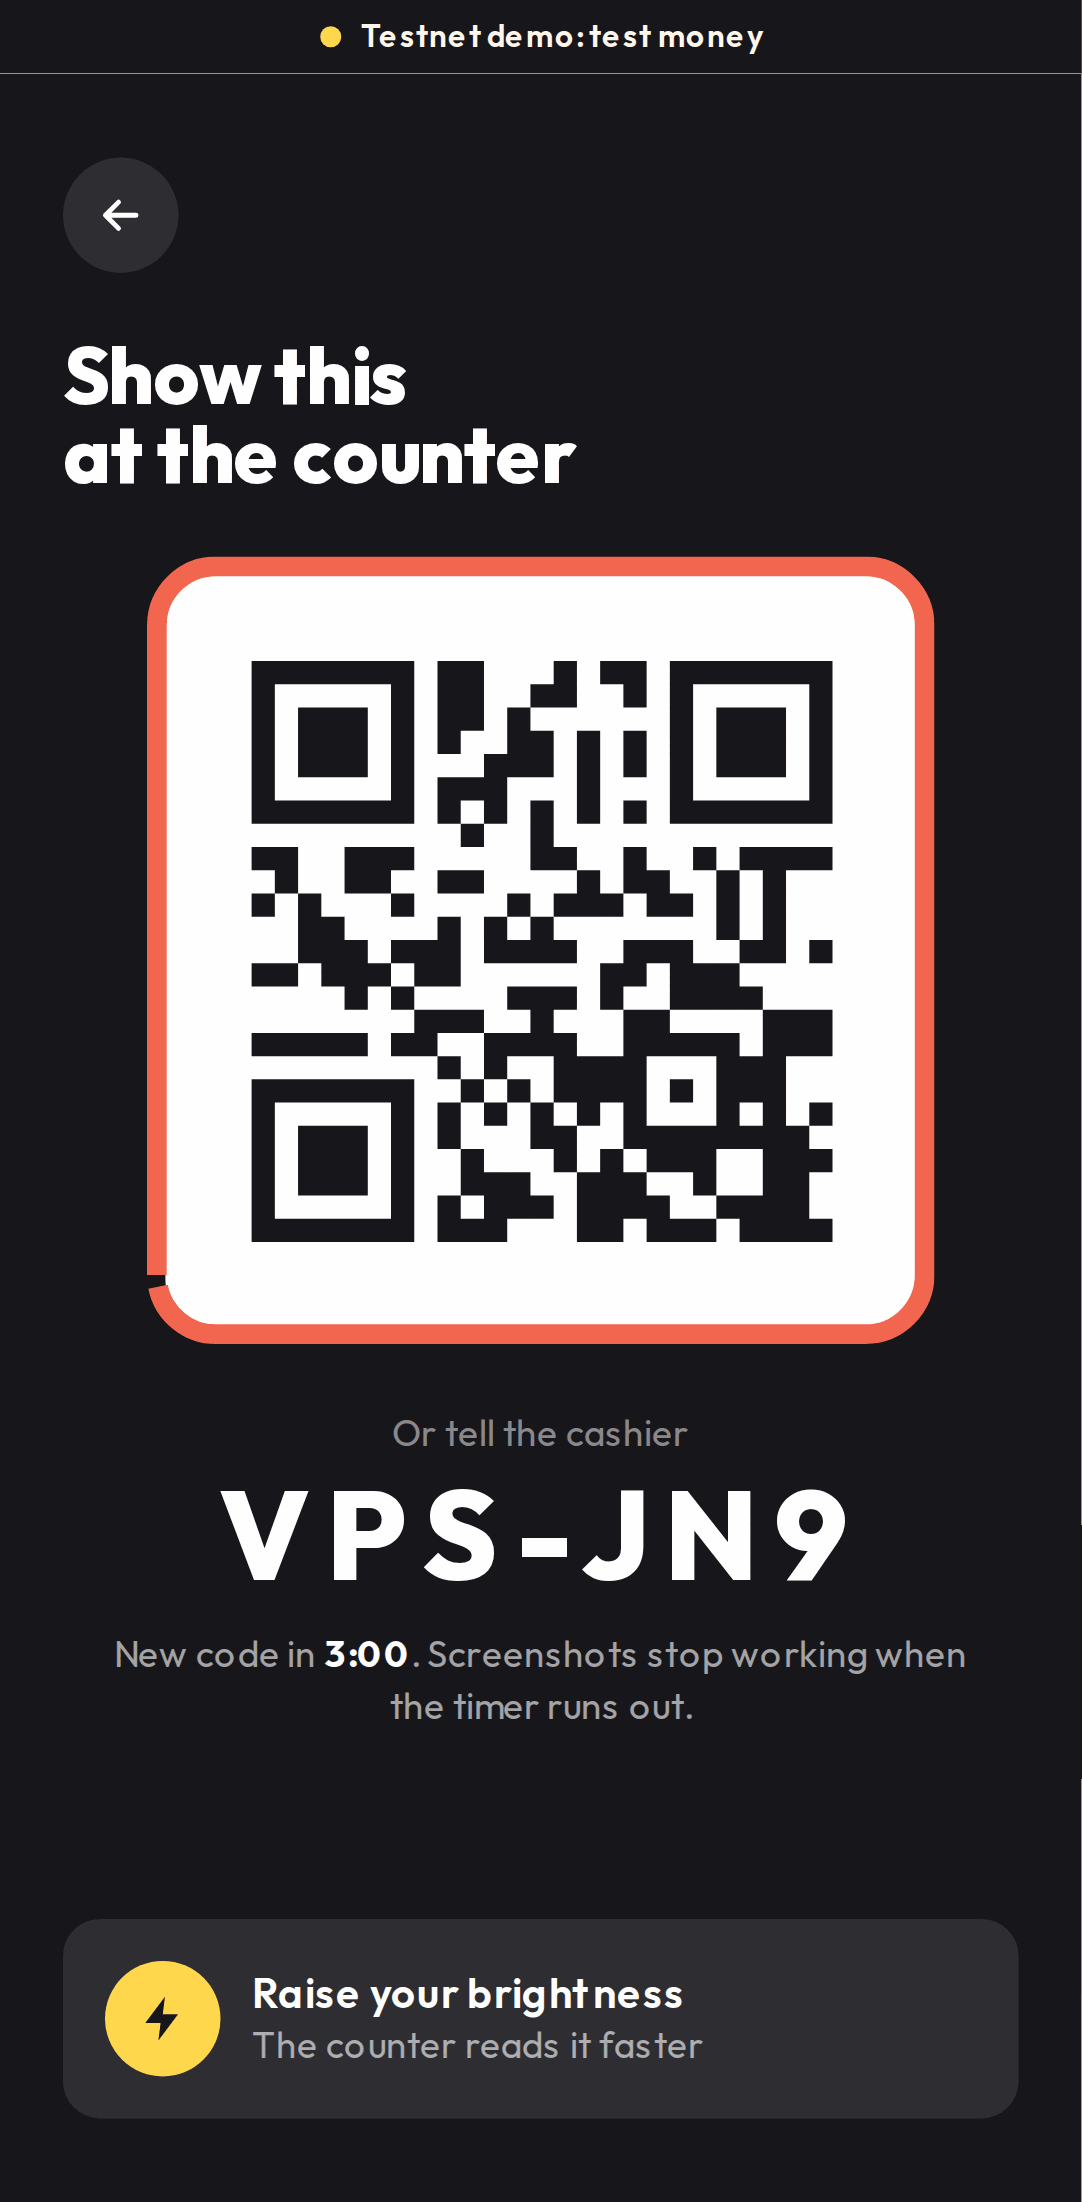 Testnet demo: test money
Show this
at the counter
Or tell the cashier
VPS-JN9
New code in 3:00. Screenshots stop working when
the timer runs out.
Raise your brightness
The counter reads it faster